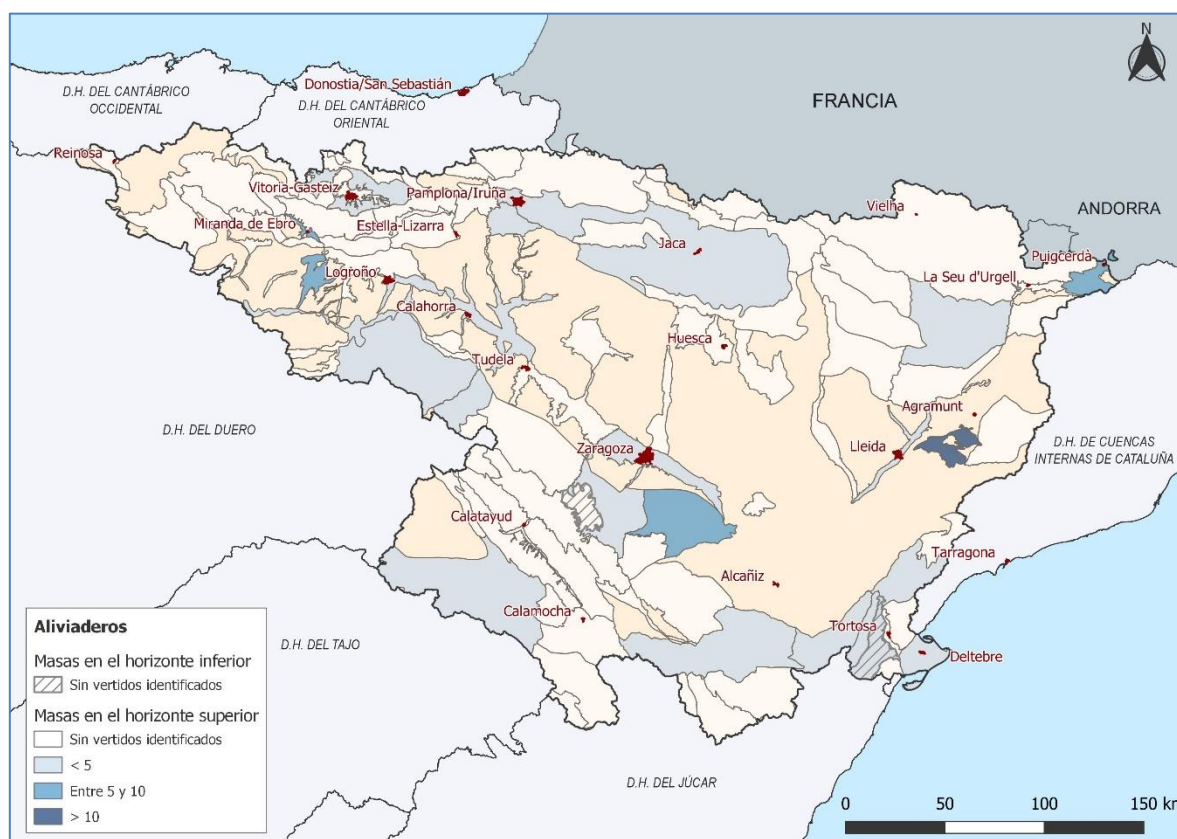 N
Donostia/San Sebastián
D.H. DEL CANTÁBRICO
OCCIDENTAL
D.H. DEL CANTÁBRICO
ORIENTAL
FRANCIA
Reinosa
Vitoria-Gasteiz
Pamplona/Iruña
Vielha
ANDORRA
Miranda de Ebro
Estella-Lizarra
Jaca
Puigcerdà
Logroño
La Seu d'Urgell
Calahorra
Huesca
Tudela
Agramunt
D.H. DEL DUERO
Zaragoza
Lleida
D.H. DE CUENCAS
INTERNAS DE CATALUÑA
Calatayud
Tarragona
Alcañiz
Calamocha
Tortosa
Deltebre
D.H. DEL TAJO
D.H. DEL JÚCAR
Aliviaderos
Masas en el horizonte inferior
Sin vertidos identificados
Masas en el horizonte superior
Sin vertidos identificados
< 5
Entre 5 y 10
> 10
0 50 100 150 km